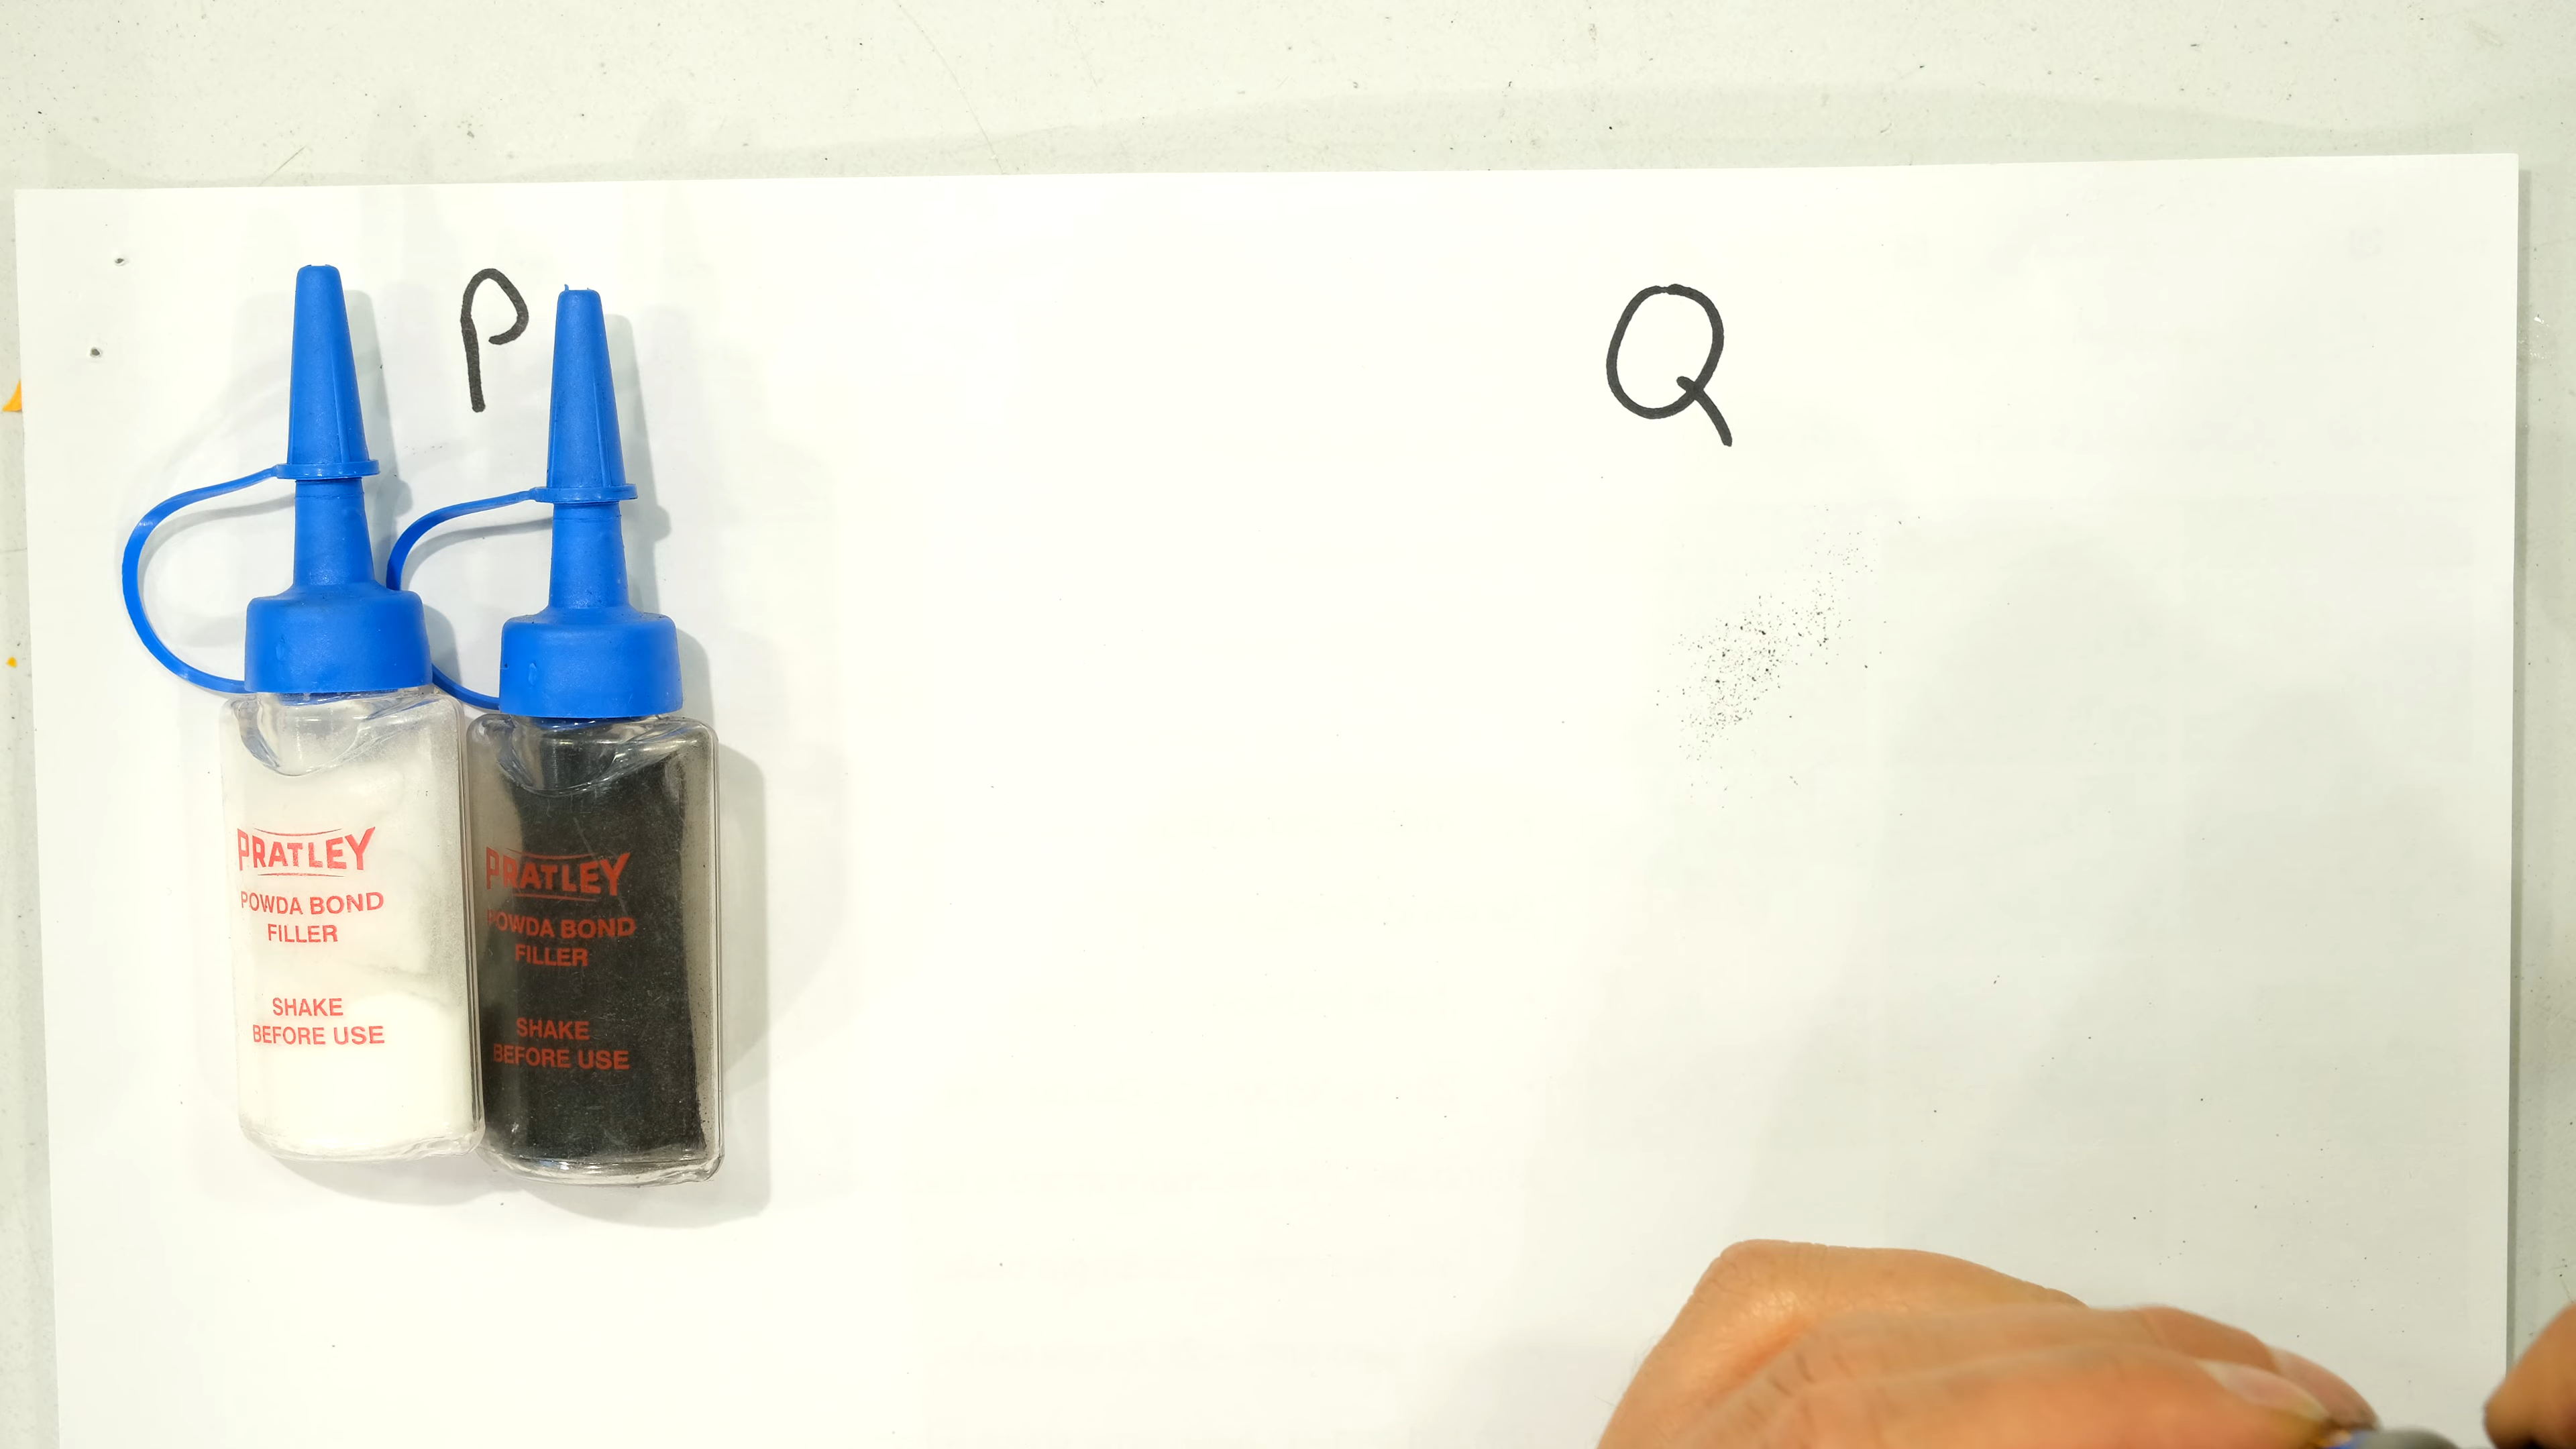 P
Q
PRATLEY
POWDA BOND
FILLER
SHAKE
BEFORE USE
PRATLEY
POWDA BOND
FILLER
SHAKE
BEFORE USE